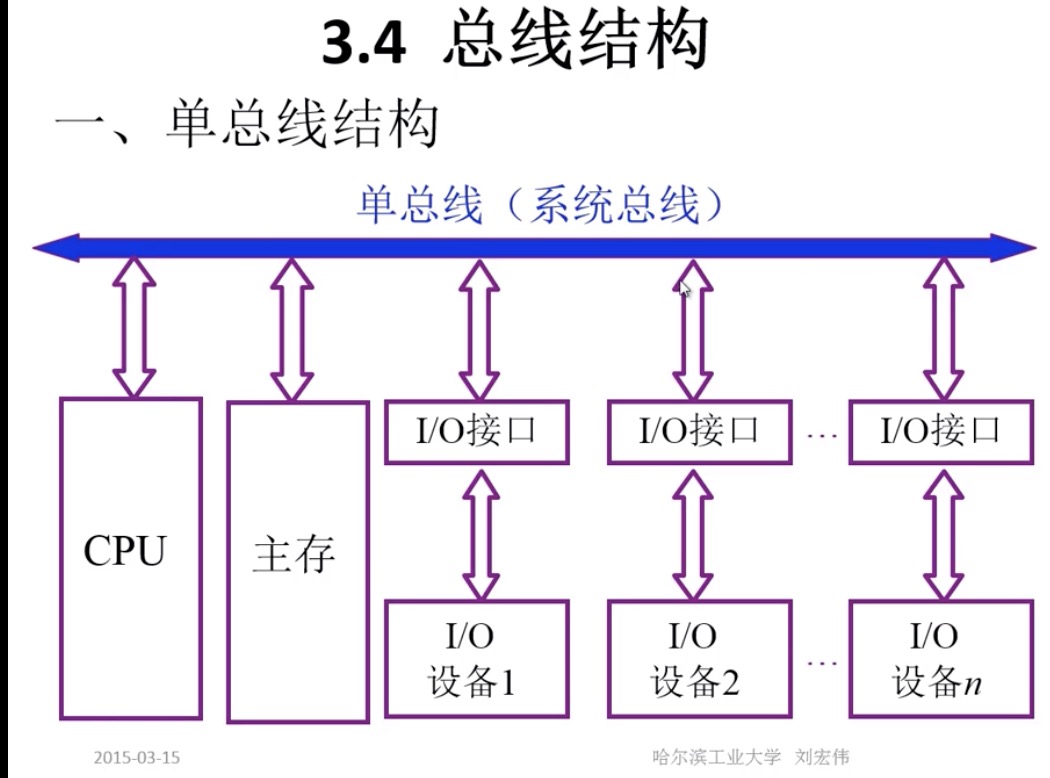 3.4 总线结构
一、单总线结构
单总线（系统总线）
CPU
主存
I/O接口
I/O接口
…
I/O接口
I/O
设备1
I/O
设备2
…
I/O
设备n
2015-03-15
哈尔滨工业大学 刘宏伟